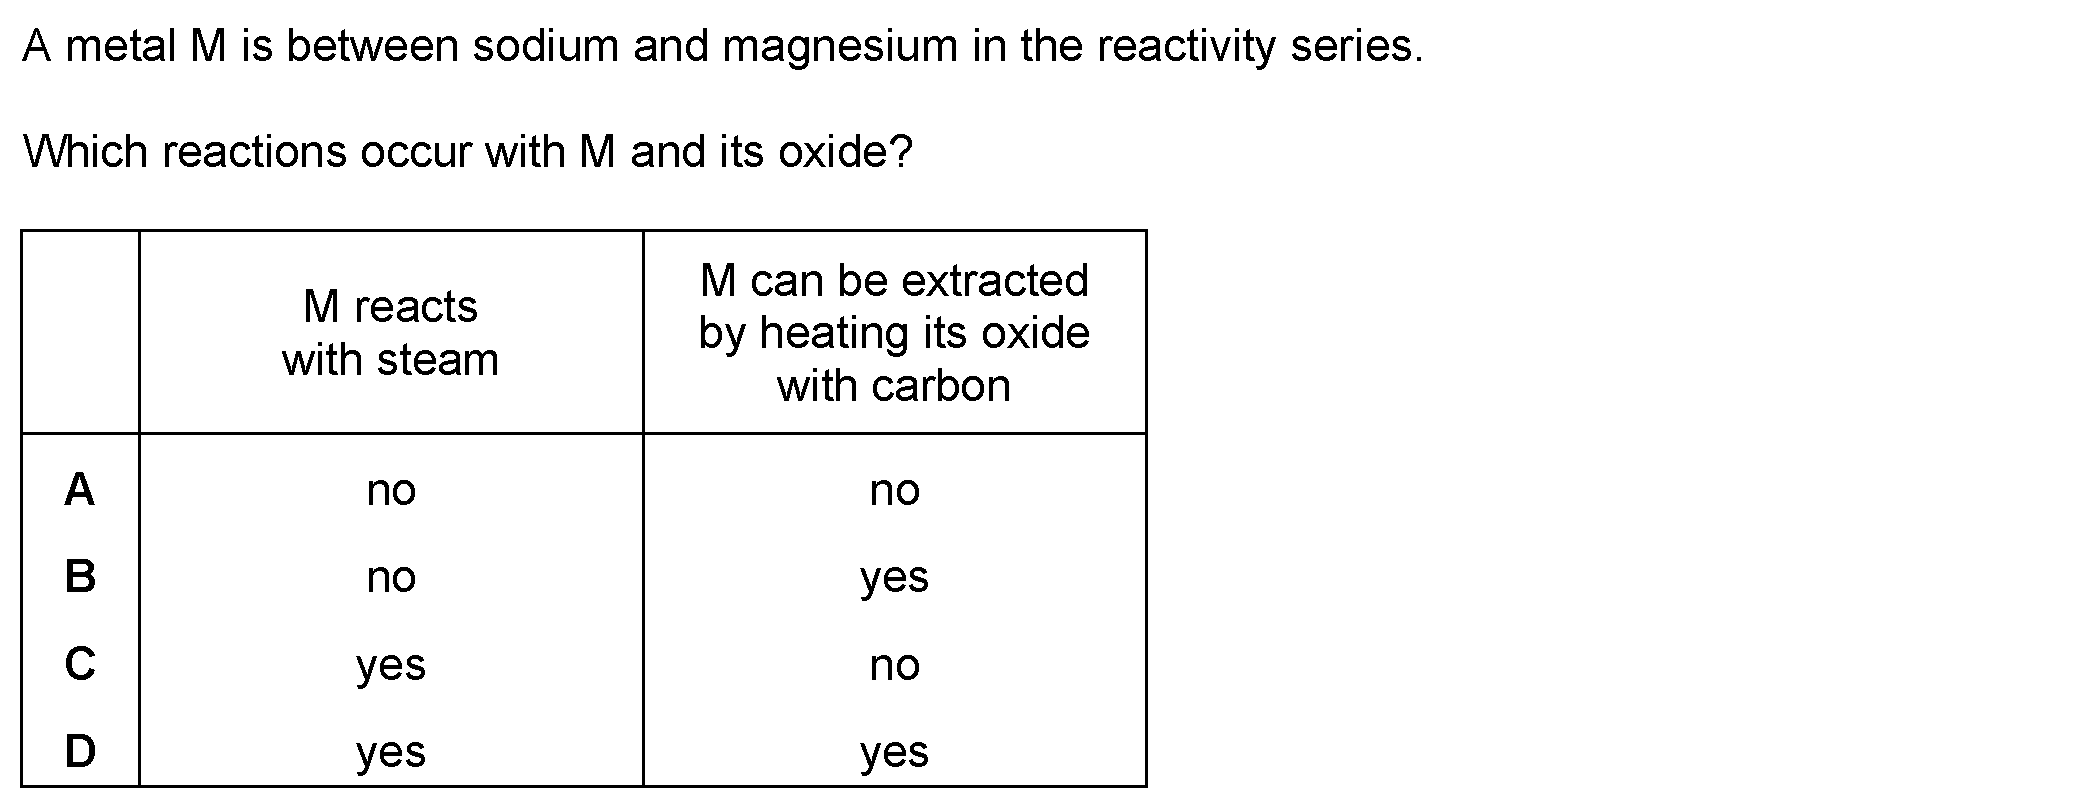 A metal M is between sodium and magnesium in the reactivity series.
Which reactions occur with M and its oxide?
M reacts
with steam
M can be extracted
by heating its oxide
with carbon
A no no
B no yes
C yes no
D yes yes